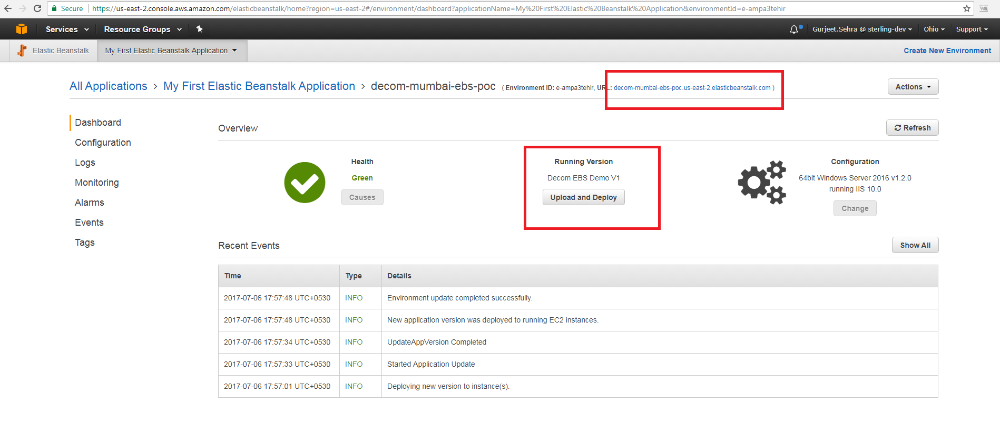 Secure https://us-east-2.console.aws.amazon.com/elasticbeanstalk/home?region=us-east-2#/environment/dashboard?applicationName=My%20First%20Elastic%20Beanstalk%20Application&environmentId=e-ampa3tehir
Services Resource Groups Gurjeet.Sehra @ sterling-dev Ohio Support
Elastic Beanstalk My First Elastic Beanstalk Application Create New Environment
All Applications > My First Elastic Beanstalk Application > decom-mumbai-ebs-poc ( Environment ID: e-ampa3tehir, URL: decom-mumbai-ebs-poc.us-east-2.elasticbeanstalk.com ) Actions
Dashboard
Configuration
Logs
Monitoring
Alarms
Events
Tags
Overview Refresh
Health
Green
Causes
Running Version
Decom EBS Demo V1
Upload and Deploy
Configuration
64bit Windows Server 2016 v1.2.0
running IIS 10.0
Change
Recent Events Show All
Time Type Details
2017-07-06 17:57:48 UTC+0530 INFO Environment update completed successfully.
2017-07-06 17:57:48 UTC+0530 INFO New application version was deployed to running EC2 instances.
2017-07-06 17:57:34 UTC+0530 INFO UpdateAppVersion Completed
2017-07-06 17:57:33 UTC+0530 INFO Started Application Update
2017-07-06 17:57:01 UTC+0530 INFO Deploying new version to instance(s).